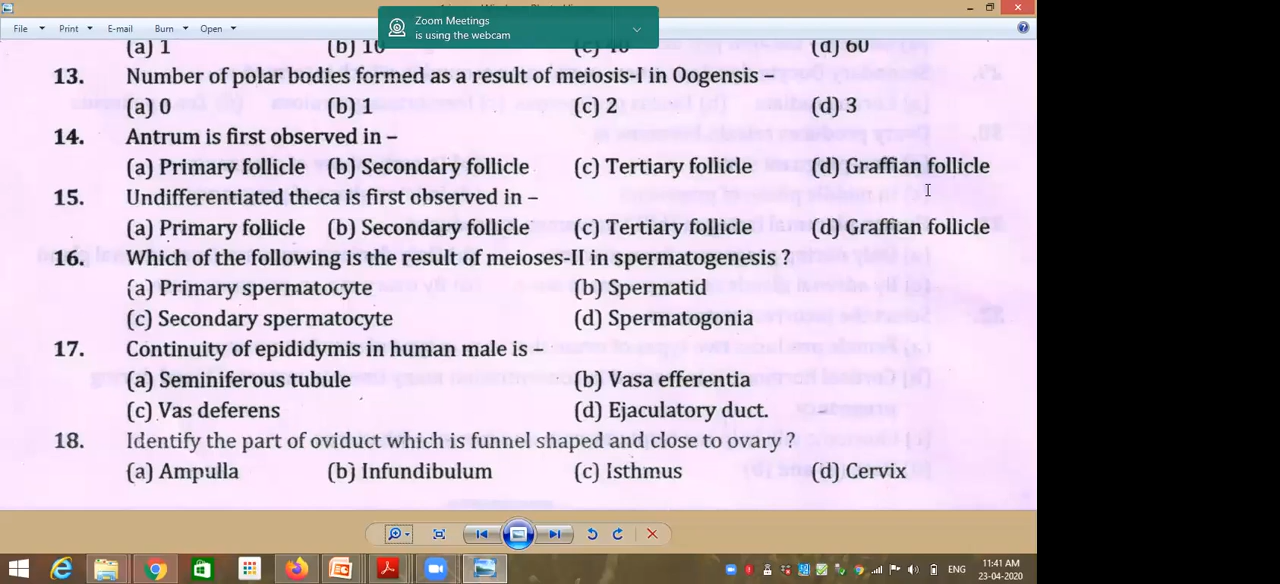 Zoom Meetings
is using the webcam
File Print E-mail Burn Open
(a) 1 (b) 10 (c) 40 (d) 60
13. Number of polar bodies formed as a result of meiosis-I in Oogensis –
(a) 0 (b) 1 (c) 2 (d) 3
14. Antrum is first observed in –
(a) Primary follicle (b) Secondary follicle (c) Tertiary follicle (d) Graffian follicle
15. Undifferentiated theca is first observed in –
(a) Primary follicle (b) Secondary follicle (c) Tertiary follicle (d) Graffian follicle
16. Which of the following is the result of meioses-II in spermatogenesis ?
(a) Primary spermatocyte (b) Spermatid
(c) Secondary spermatocyte (d) Spermatogonia
17. Continuity of epididymis in human male is –
(a) Seminiferous tubule (b) Vasa efferentia
(c) Vas deferens (d) Ejaculatory duct.
18. Identify the part of oviduct which is funnel shaped and close to ovary ?
(a) Ampulla (b) Infundibulum (c) Isthmus (d) Cervix
ENG
11:41 AM
23-04-2020